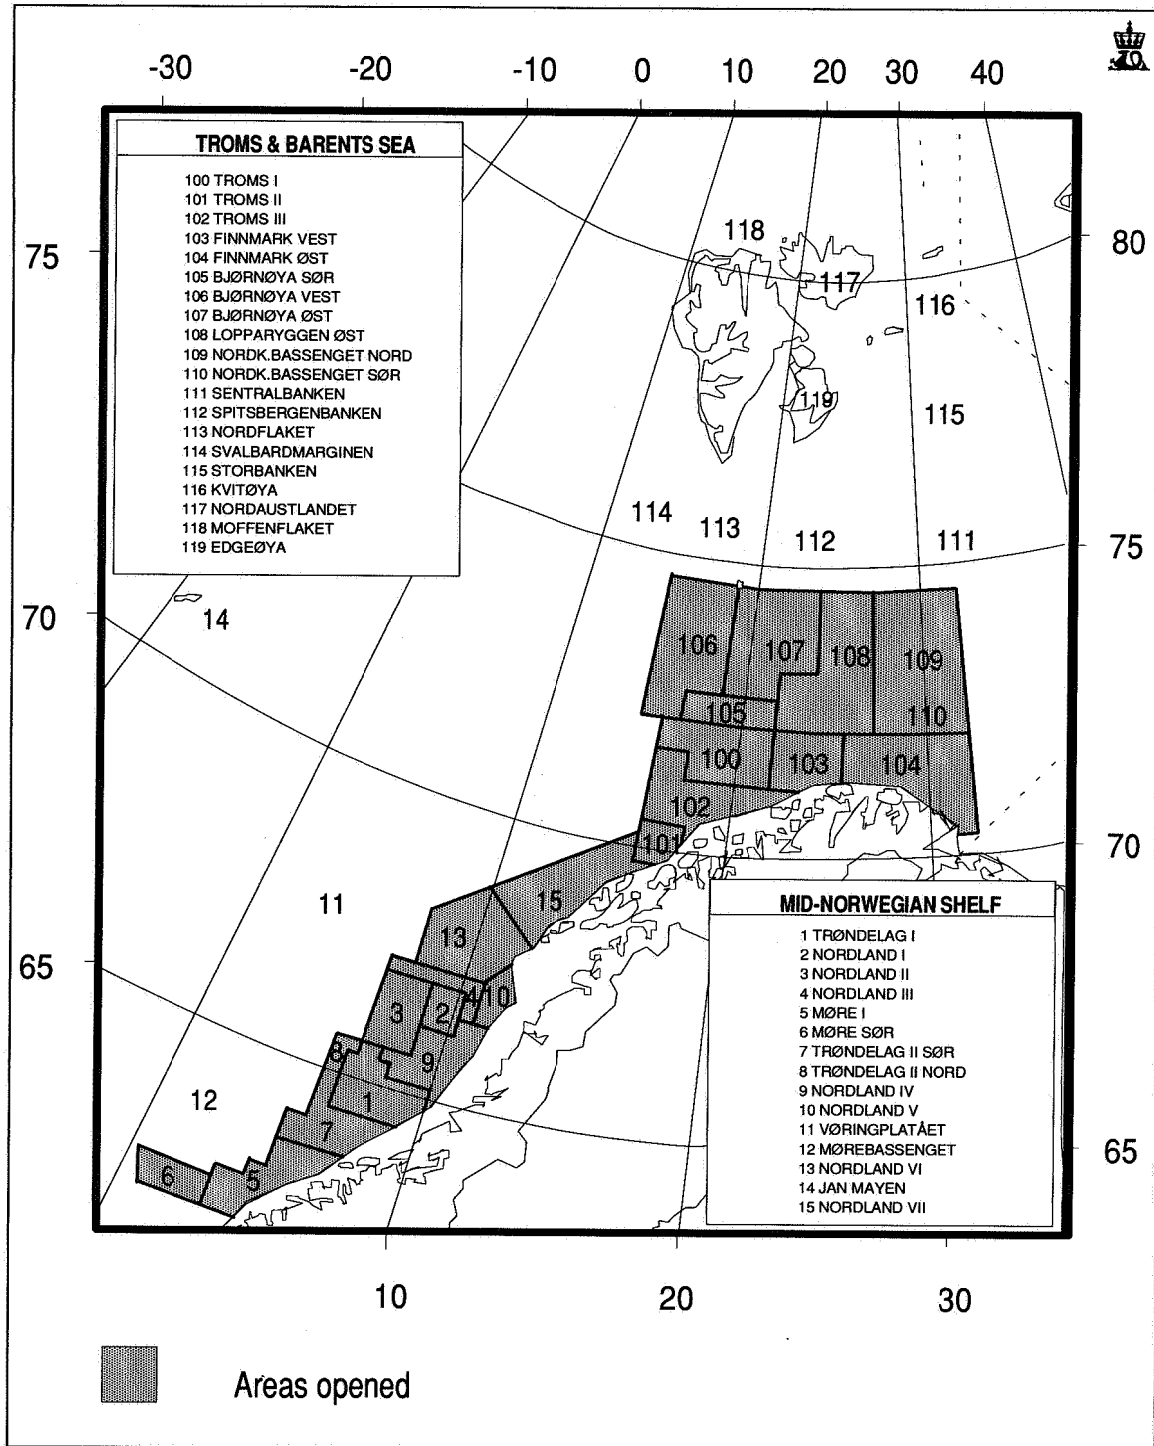 -30 -20 -10 0 10 20 30 40
TROMS & BARENTS SEA
100 TROMS I
101 TROMS II
102 TROMS III
103 FINNMARK VEST
104 FINNMARK ØST
105 BJØRNØYA SØR
106 BJØRNØYA VEST
107 BJØRNØYA ØST
108 LOPPARYGGEN ØST
109 NORDK.BASSENGET NORD
110 NORDK.BASSENGET SØR
111 SENTRALBANKEN
112 SPITSBERGENBANKEN
113 NORDFLAKET
114 SVALBARDMARGINEN
115 STORBANKEN
116 KVITØYA
117 NORDAUSTLANDET
118 MOFFENFLAKET
119 EDGEØYA
75
70
65
80
75
70
65
118
117
116
119
115
114
113
112
111
14
106
107
108
109
105
110
100
103
104
102
101
11
15
13
3
2
4
10
8
9
12
1
7
6
5
MID-NORWEGIAN SHELF
1 TRØNDELAG I
2 NORDLAND I
3 NORDLAND II
4 NORDLAND III
5 MØRE I
6 MØRE SØR
7 TRØNDELAG II SØR
8 TRØNDELAG II NORD
9 NORDLAND IV
10 NORDLAND V
11 VØRINGPLATÅET
12 MØREBASSENGET
13 NORDLAND VI
14 JAN MAYEN
15 NORDLAND VII
10 20 30
Areas opened